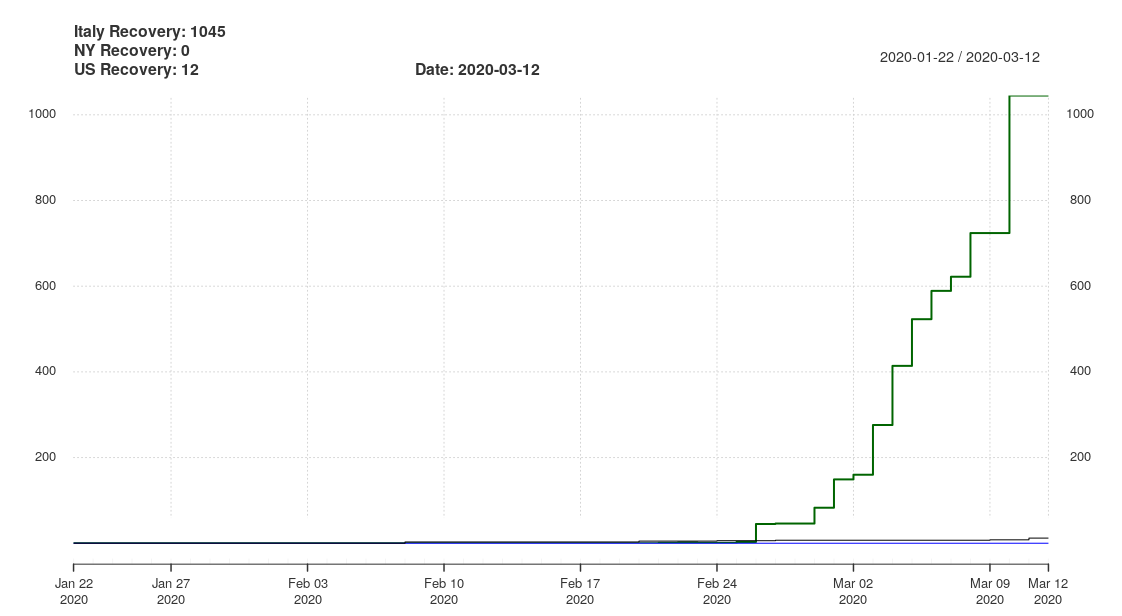 Italy Recovery: 1045
NY Recovery: 0
US Recovery: 12
Date: 2020-03-12
2020-01-22 / 2020-03-12
1000
1000
800
800
600
600
400
400
200
200
Jan 22
2020
Jan 27
2020
Feb 03
2020
Feb 10
2020
Feb 17
2020
Feb 24
2020
Mar 02
2020
Mar 09
2020
Mar 12
2020